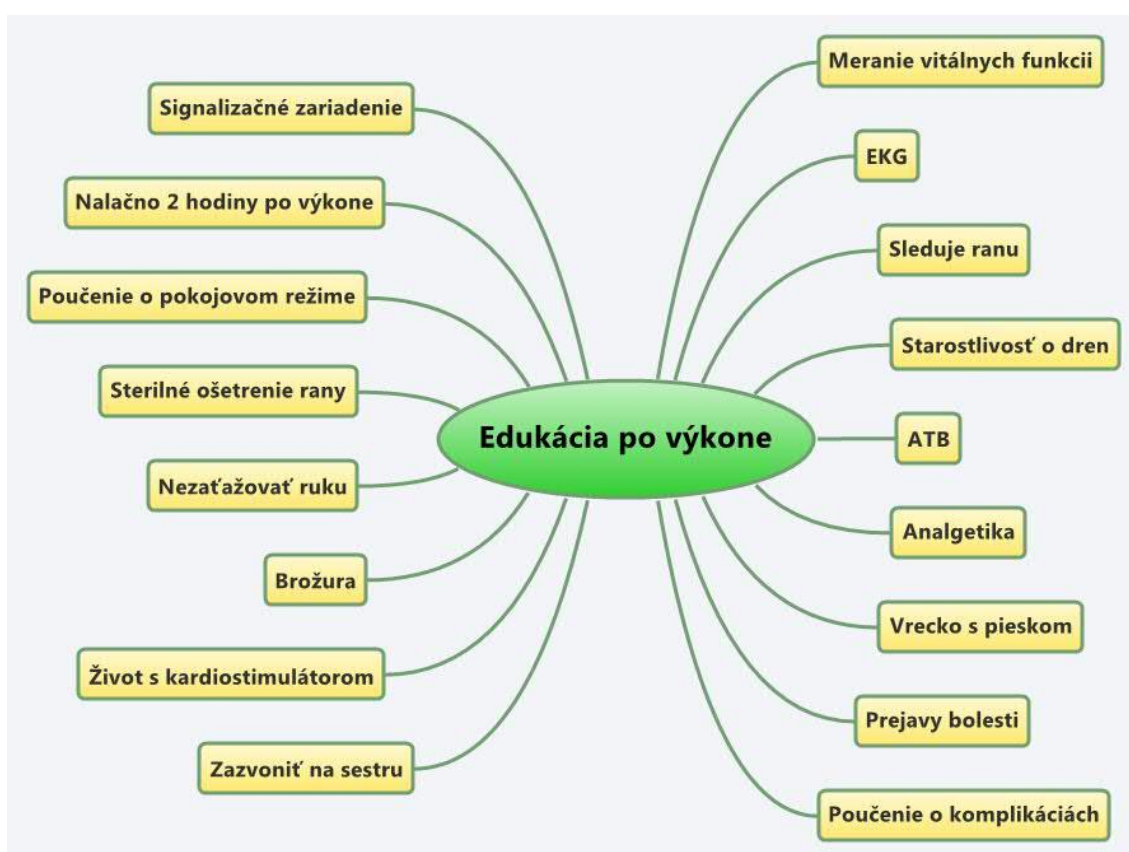 Meranie vitálnych funkcii
Signalizačné zariadenie
EKG
Nalačno 2 hodiny po výkone
Sleduje ranu
Poučenie o pokojovom režime
Starostlivosť o dren
Sterilné ošetrenie rany
Edukácia po výkone
ATB
Nezaťažovať ruku
Analgetika
Brožura
Vrecko s pieskom
Život s kardiostimulátorom
Prejavy bolesti
Zazvoniť na sestru
Poučenie o komplikáciách